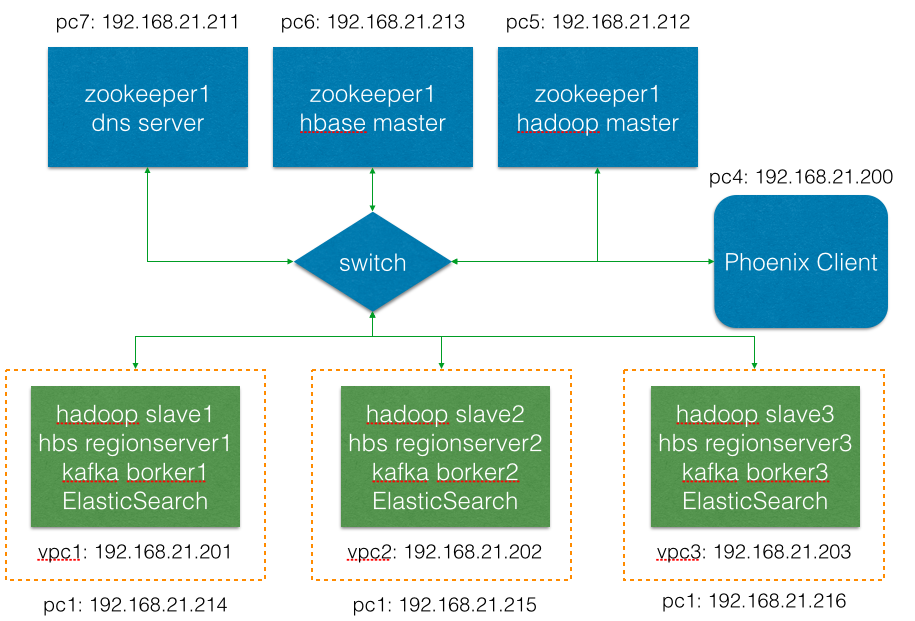 pc7: 192.168.21.211
pc6: 192.168.21.213
pc5: 192.168.21.212
zookeeper1
dns server
zookeeper1
hbase master
zookeeper1
hadoop master
pc4: 192.168.21.200
switch
Phoenix Client
hadoop slave1
hbs regionserver1
kafka borker1
ElasticSearch
hadoop slave2
hbs regionserver2
kafka borker2
ElasticSearch
hadoop slave3
hbs regionserver3
kafka borker3
ElasticSearch
vpc1: 192.168.21.201
vpc2: 192.168.21.202
vpc3: 192.168.21.203
pc1: 192.168.21.214
pc1: 192.168.21.215
pc1: 192.168.21.216